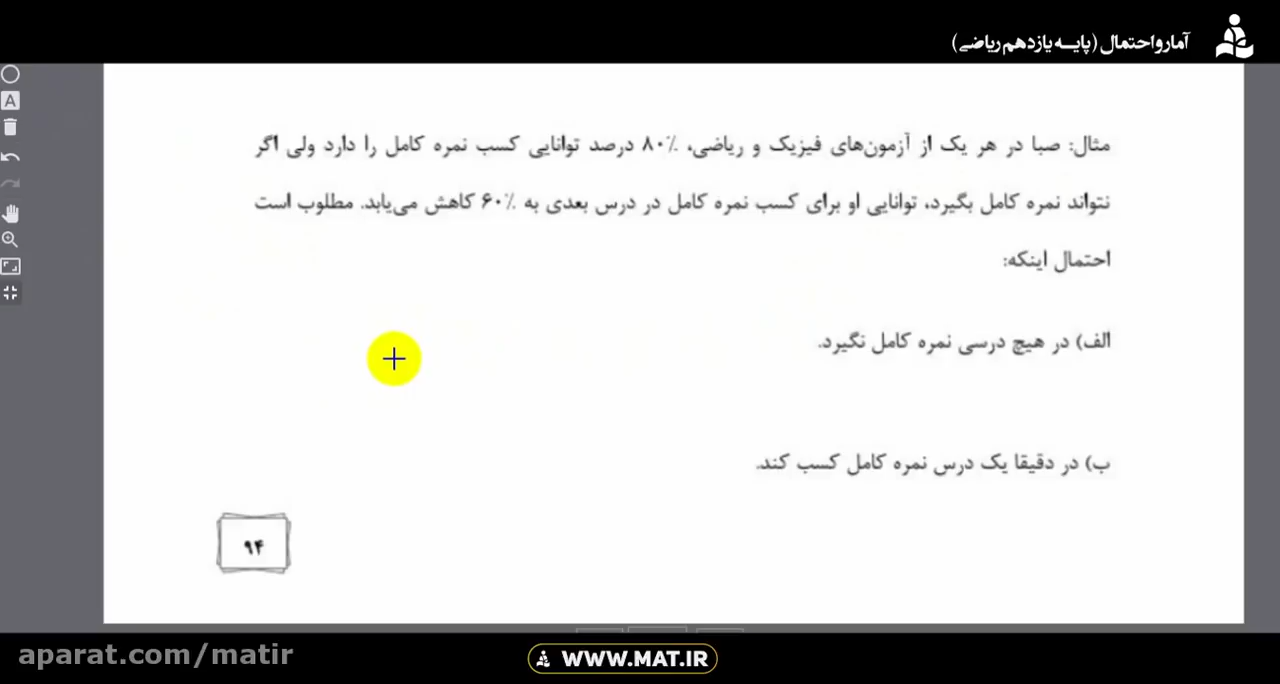 آمار و احتمال (پایه یازدهم ریاضی)
مثال: صبا در هر یک از آزمون‌های فیزیک و ریاضی، ۸۰٪ درصد توانایی کسب نمره کامل را دارد ولی اگر
نتواند نمره کامل بگیرد، توانایی او برای کسب نمره کامل در درس بعدی به ۶۰٪ کاهش می‌یابد. مطلوب است
احتمال اینکه:
الف) در هیچ درسی نمره کامل نگیرد.
ب) در دقیقا یک درس نمره کامل کسب کند.
۹۴
aparat.com/matir
WWW.MAT.IR